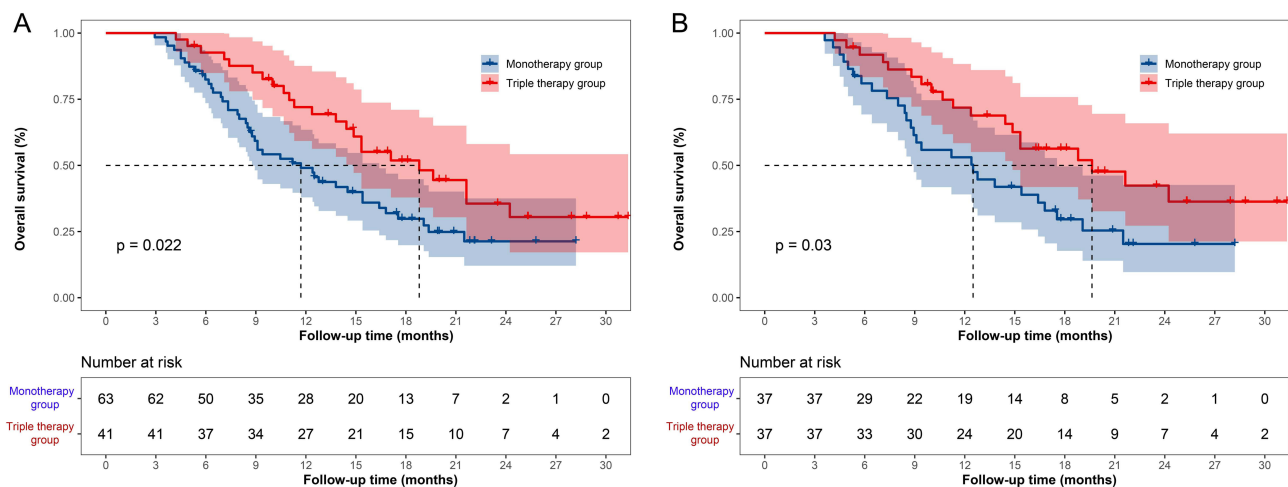 A
Overall survival (%)
1.00
0.75
0.50
0.25
0.00
Monotherapy group
Triple therapy group
p = 0.022
0 3 6 9 12 15 18 21 24 27 30
Follow-up time (months)
Number at risk
Monotherapy
group
63 62 50 35 28 20 13 7 2 1 0
Triple therapy
group
41 41 37 34 27 21 15 10 7 4 2
0 3 6 9 12 15 18 21 24 27 30
Follow-up time (months)
B
Overall survival (%)
1.00
0.75
0.50
0.25
0.00
Monotherapy group
Triple therapy group
p = 0.03
0 3 6 9 12 15 18 21 24 27 30
Follow-up time (months)
Number at risk
Monotherapy
group
37 37 29 22 19 14 8 5 2 1 0
Triple therapy
group
37 37 33 30 24 20 14 9 7 4 2
0 3 6 9 12 15 18 21 24 27 30
Follow-up time (months)